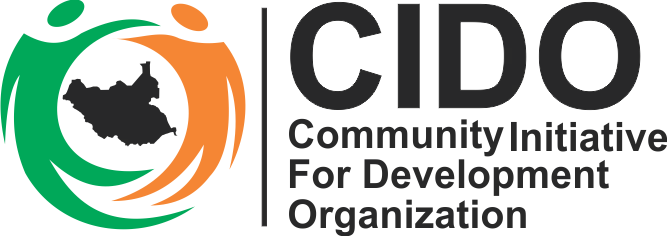 CIDO
Community Initiative
For Development
Organization